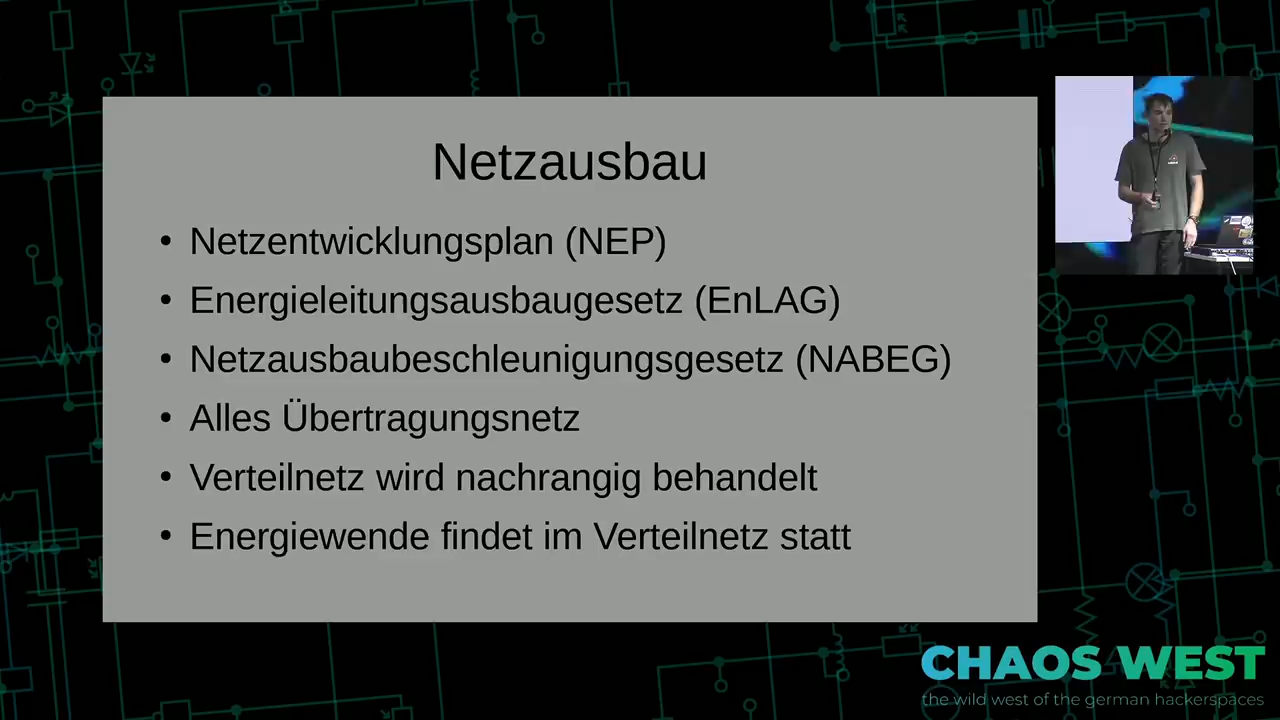 Netzausbau
• Netzentwicklungsplan (NEP)
• Energieleitungsausbaugesetz (EnLAG)
• Netzausbaubeschleunigungsgesetz (NABEG)
• Alles Übertragungsnetz
• Verteilnetz wird nachrangig behandelt
• Energiewende findet im Verteilnetz statt
CHAOS WEST
the wild west of the german hackerspaces